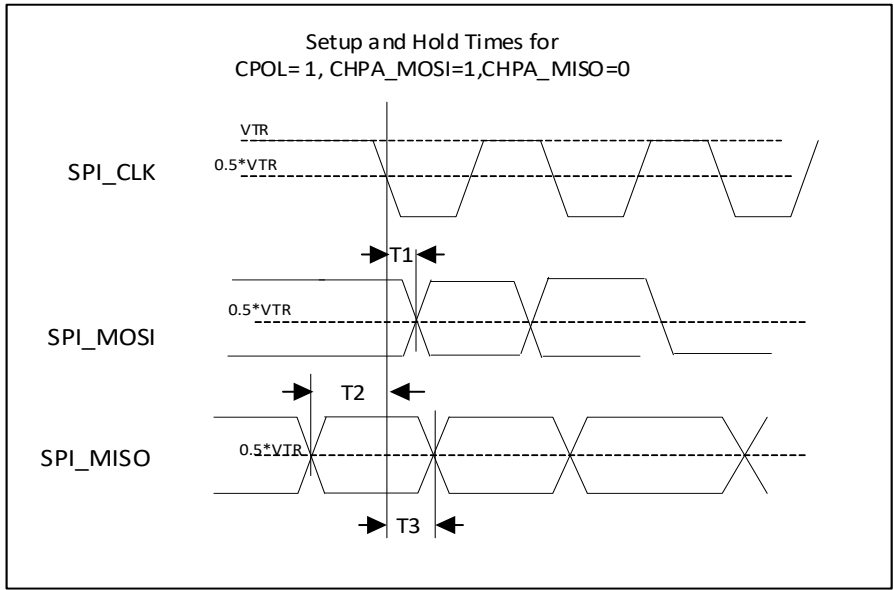 Setup and Hold Times for
CPOL= 1, CHPA_MOSI=1,CHPA_MISO=0
VTR
SPI_CLK
0.5*VTR
T1
0.5*VTR
SPI_MOSI
T2
SPI_MISO
0.5*VTR
T3